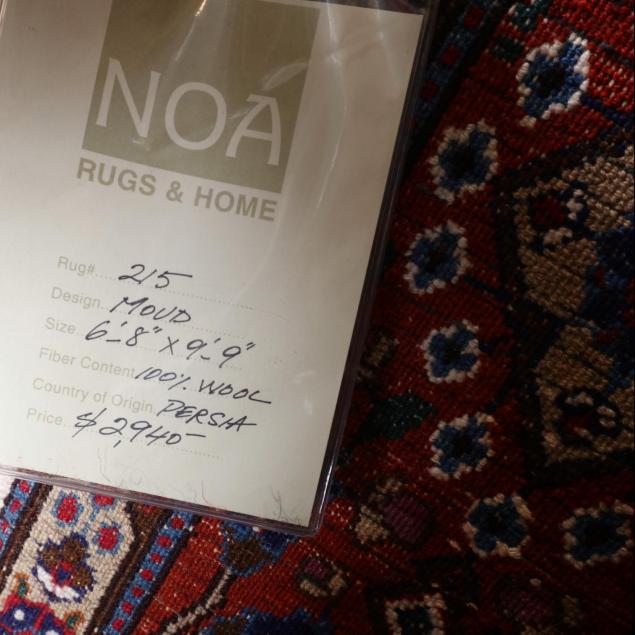 NOA
RUGS & HOME
Rug#..... 215
Design. MOUD
Size... 6'-8" X 9'-9"
Fiber Content 100% WOOL
Country of Origin. PERSIA
Price... $2,940-